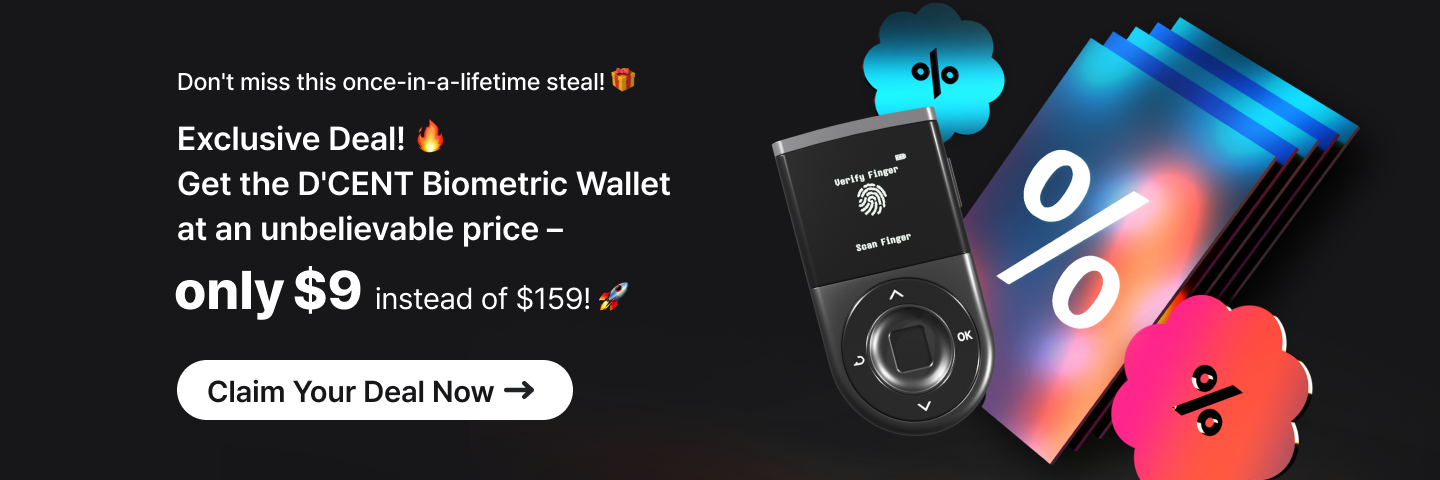 Don't miss this once-in-a-lifetime steal! 🎁
Exclusive Deal! 🔥
Get the D'CENT Biometric Wallet
at an unbelievable price –
only $9 instead of $159! 🚀
Claim Your Deal Now →
%
Verify Finger
Scan Finger
OK
%
%